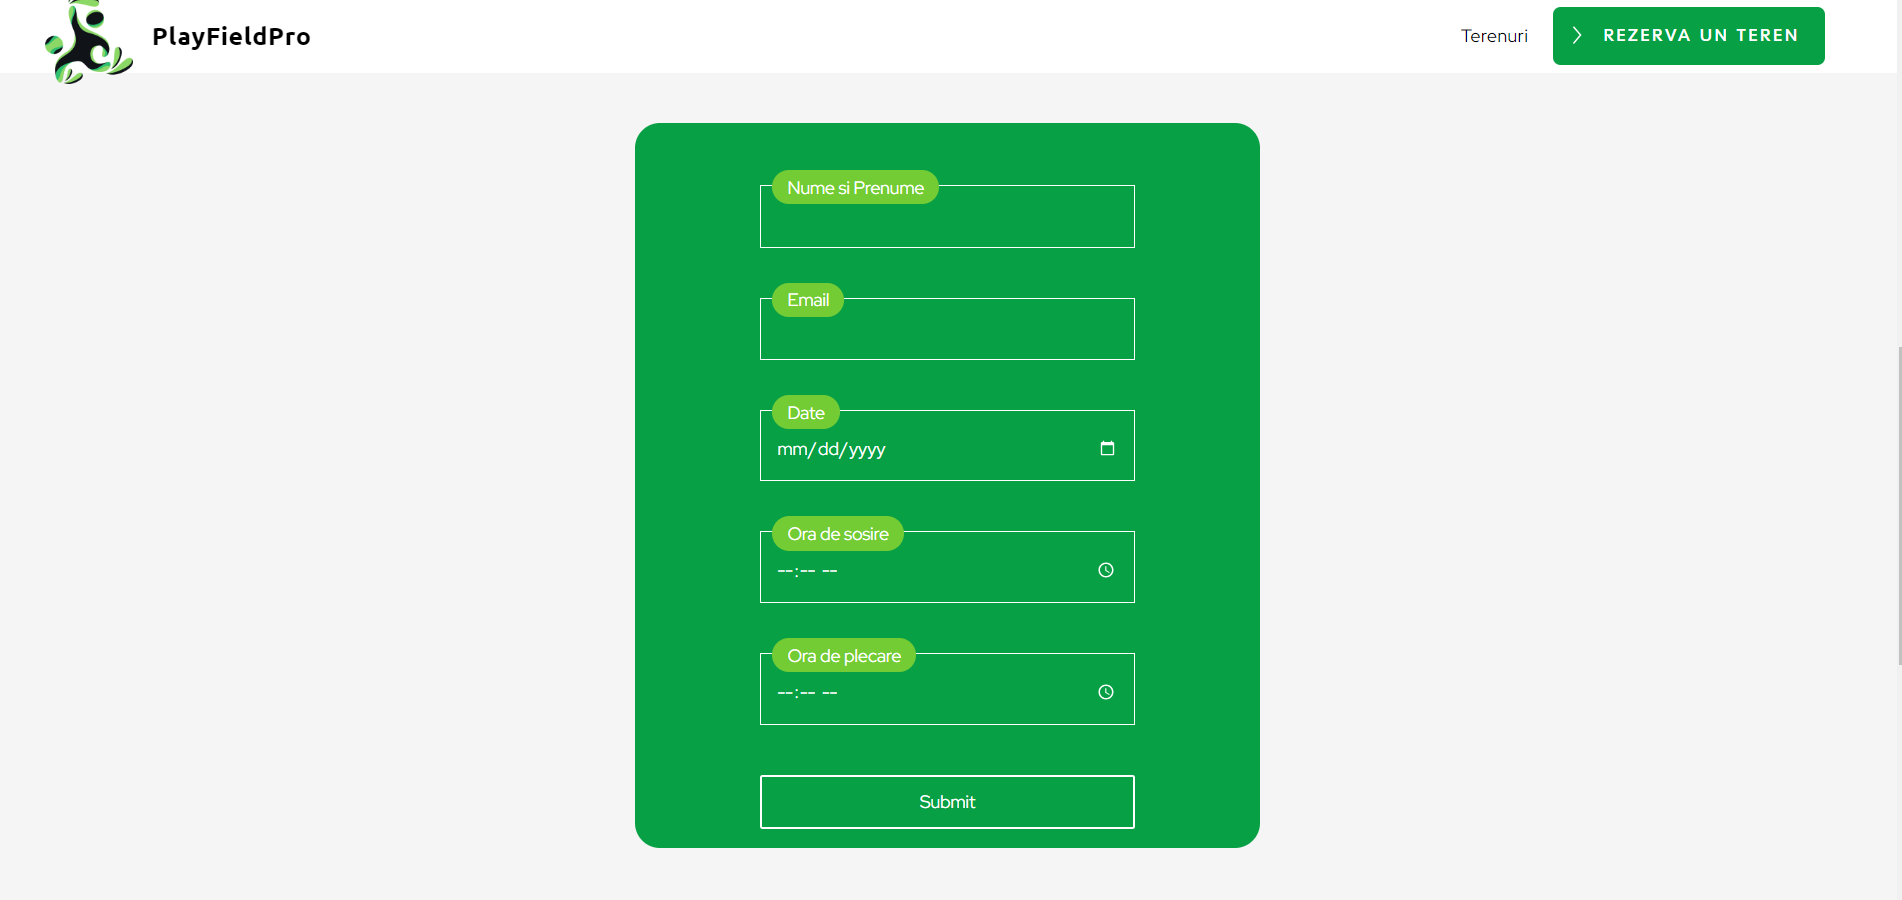 PlayFieldPro
Terenuri
REZERVA UN TEREN
Nume si Prenume
Email
Date
mm/dd/yyyy
Ora de sosire
--:-- --
Ora de plecare
--:-- --
Submit